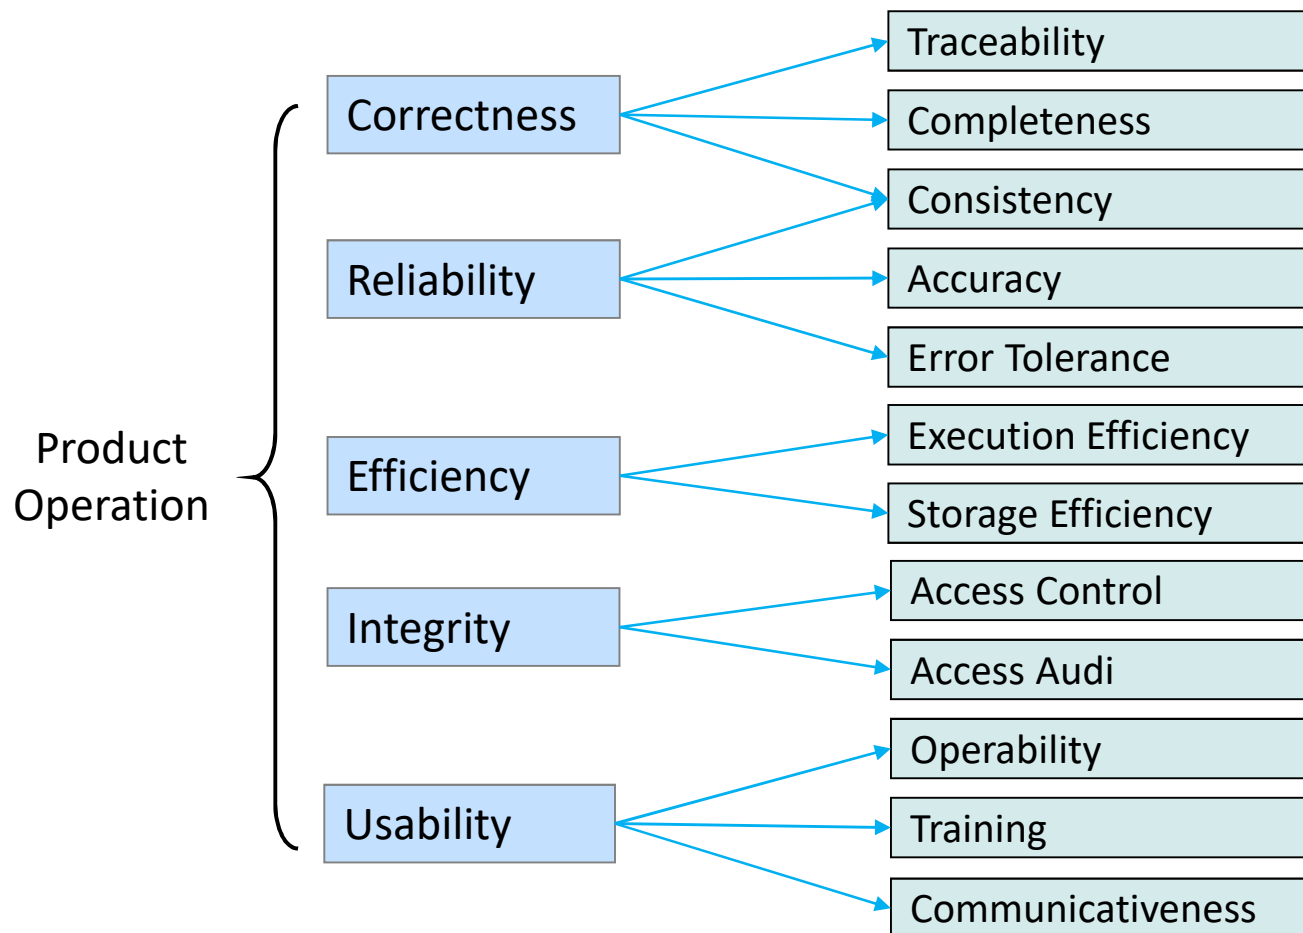 Product
Operation
Correctness
Reliability
Efficiency
Integrity
Usability
Traceability
Completeness
Consistency
Accuracy
Error Tolerance
Execution Efficiency
Storage Efficiency
Access Control
Access Audi
Operability
Training
Communicativeness